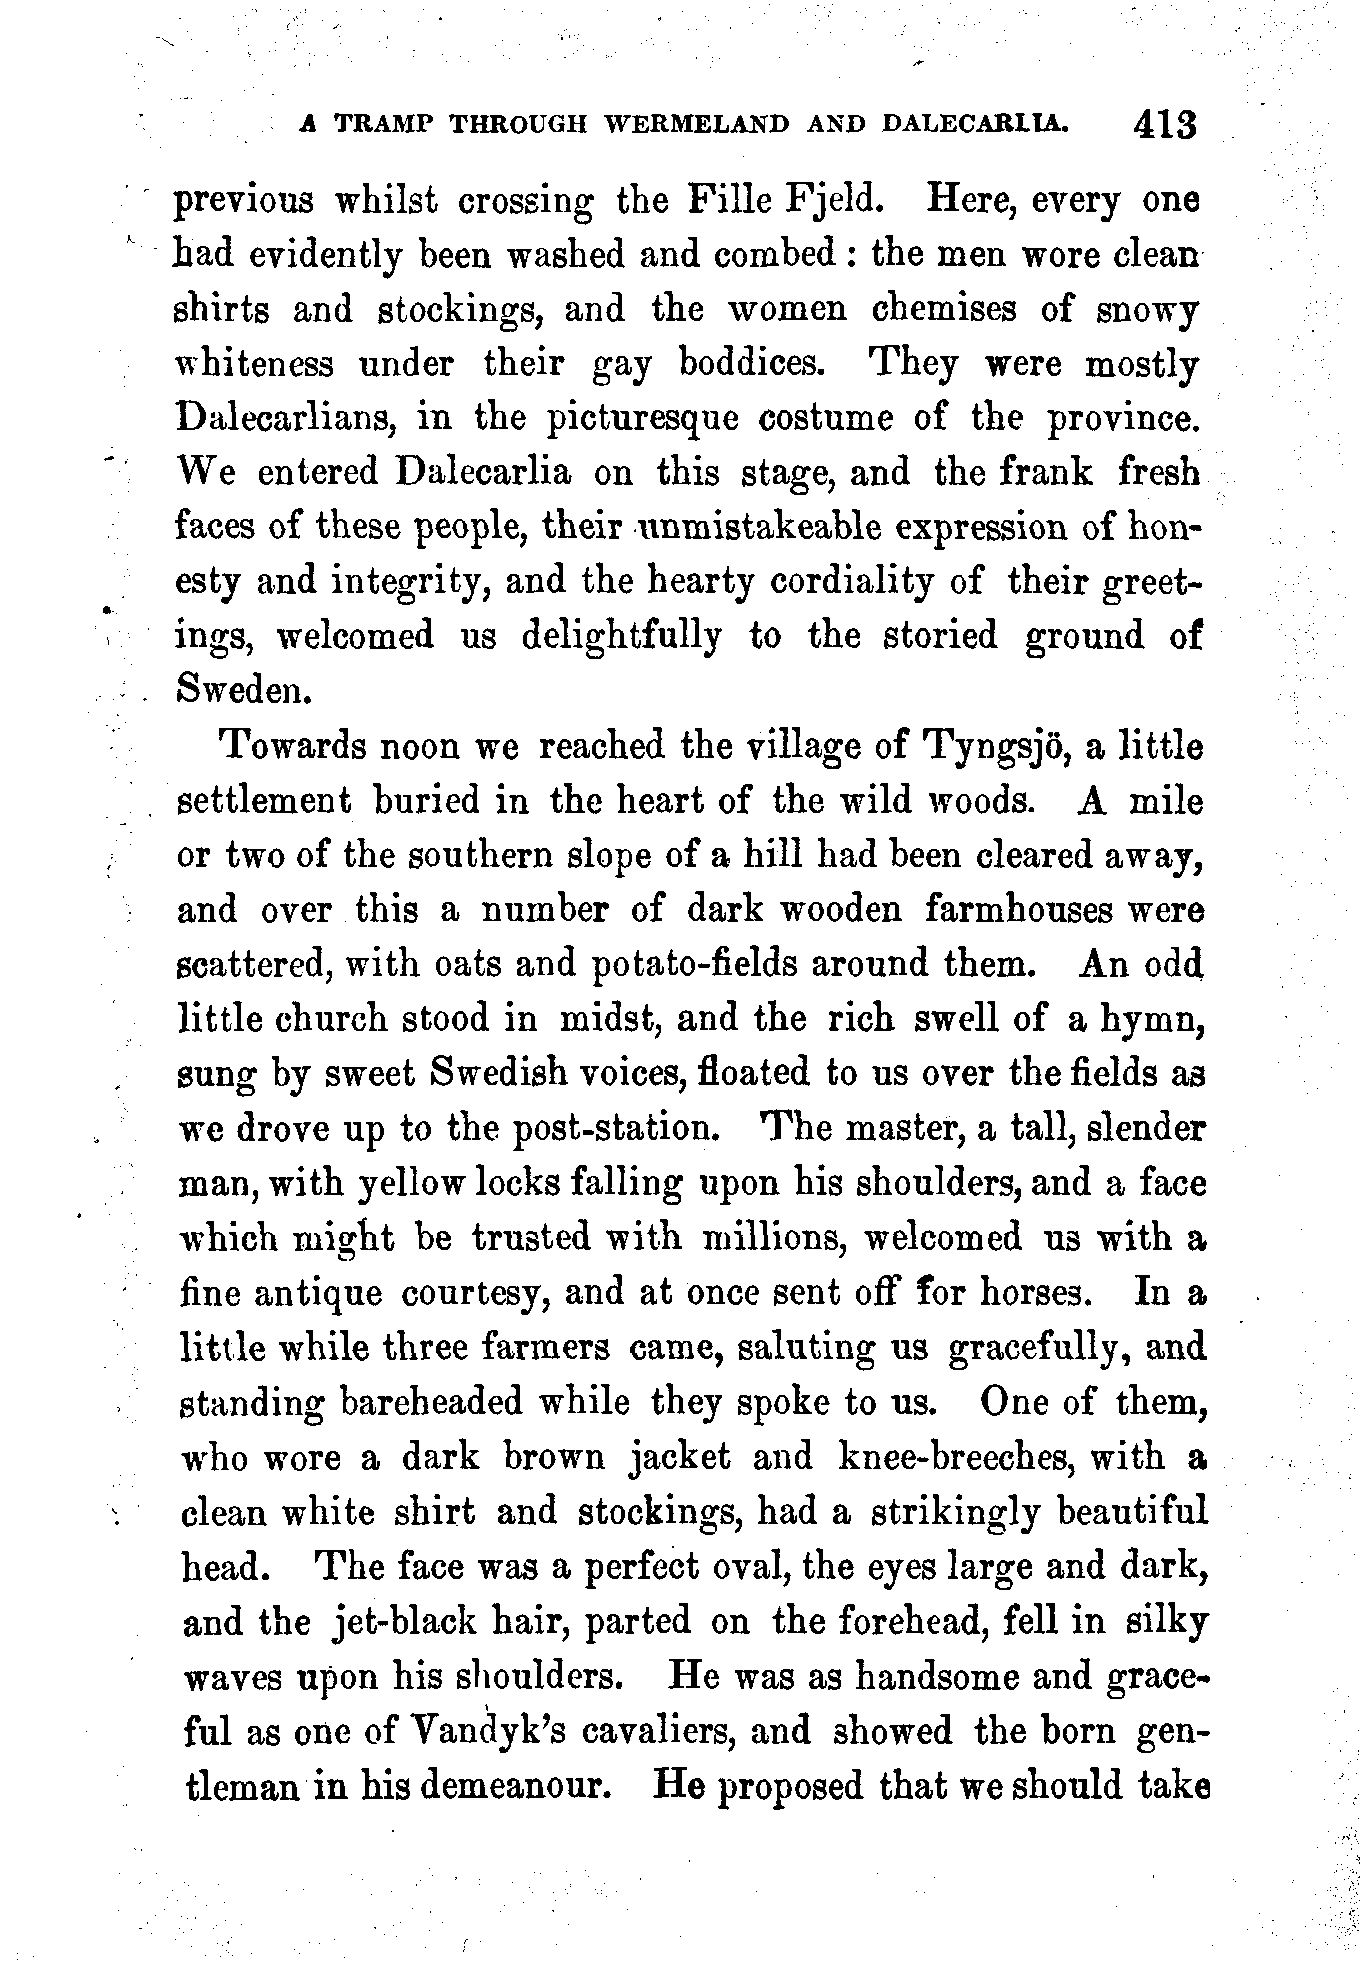 A TRAMP THROUGH WERMELAND AND DALECARLIA. 413
previous whilst crossing the Fille Fjeld. Here, every one
had evidently been washed and combed : the men wore clean
shirts and stockings, and the women chemises of snowy
whiteness under their gay boddices. They were mostly
Dalecarlians, in the picturesque costume of the province.
We entered Dalecarlia on this stage, and the frank fresh
faces of these people, their unmistakeable expression of hon-
esty and integrity, and the hearty cordiality of their greet-
ings, welcomed us delightfully to the storied ground of
Sweden.
Towards noon we reached the village of Tyngsjö, a little
settlement buried in the heart of the wild woods. A mile
or two of the southern slope of a hill had been cleared away,
and over this a number of dark wooden farmhouses were
scattered, with oats and potato-fields around them. An odd
little church stood in midst, and the rich swell of a hymn,
sung by sweet Swedish voices, floated to us over the fields as
we drove up to the post-station. The master, a tall, slender
man, with yellow locks falling upon his shoulders, and a face
which might be trusted with millions, welcomed us with a
fine antique courtesy, and at once sent off for horses. In a
little while three farmers came, saluting us gracefully, and
standing bareheaded while they spoke to us. One of them,
who wore a dark brown jacket and knee-breeches, with a
clean white shirt and stockings, had a strikingly beautiful
head. The face was a perfect oval, the eyes large and dark,
and the jet-black hair, parted on the forehead, fell in silky
waves upon his shoulders. He was as handsome and grace-
ful as one of Vandyk's cavaliers, and showed the born gen-
tleman in his demeanour. He proposed that we should take